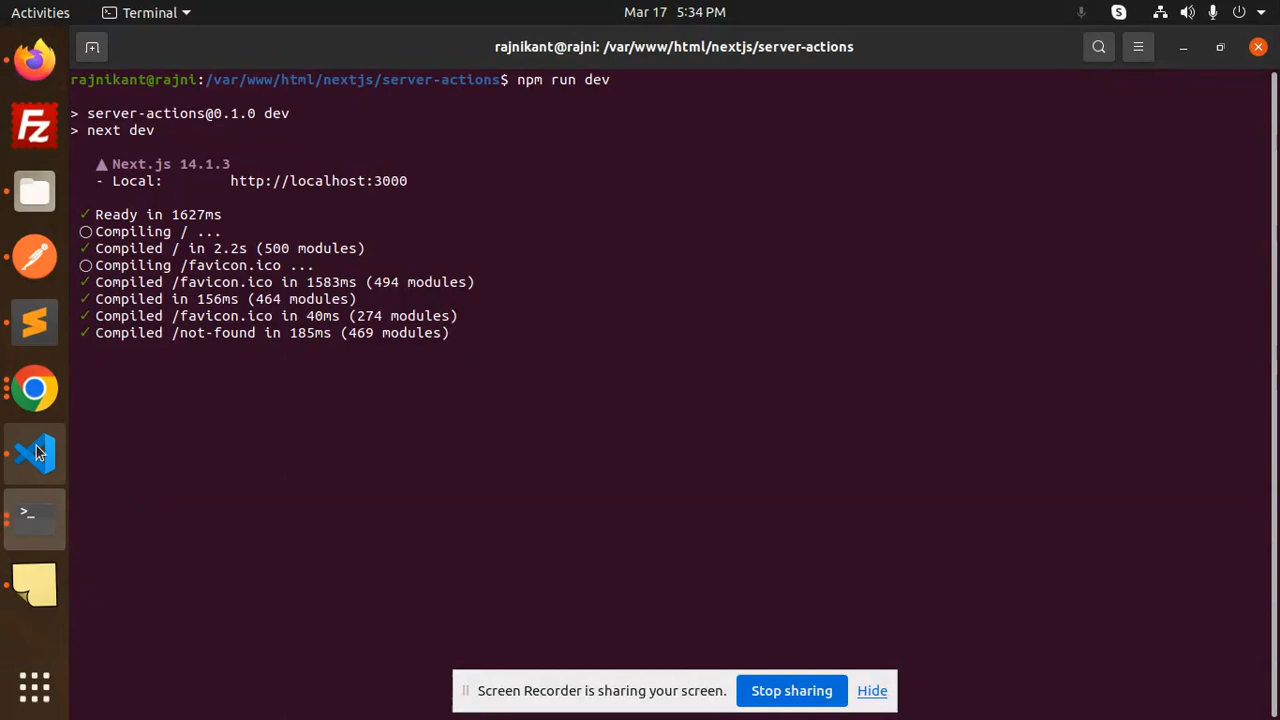 Activities
Terminal
Mar 17 5:34 PM
rajnikant@rajni: /var/www/html/nextjs/server-actions
rajnikant@rajni:/var/www/html/nextjs/server-actions$ npm run dev
> server-actions@0.1.0 dev
> next dev
▲ Next.js 14.1.3
- Local: http://localhost:3000
✓ Ready in 1627ms
○ Compiling / ...
✓ Compiled / in 2.2s (500 modules)
○ Compiling /favicon.ico ...
✓ Compiled /favicon.ico in 1583ms (494 modules)
✓ Compiled in 156ms (464 modules)
✓ Compiled /favicon.ico in 40ms (274 modules)
✓ Compiled /not-found in 185ms (469 modules)
Screen Recorder is sharing your screen.
Stop sharing
Hide